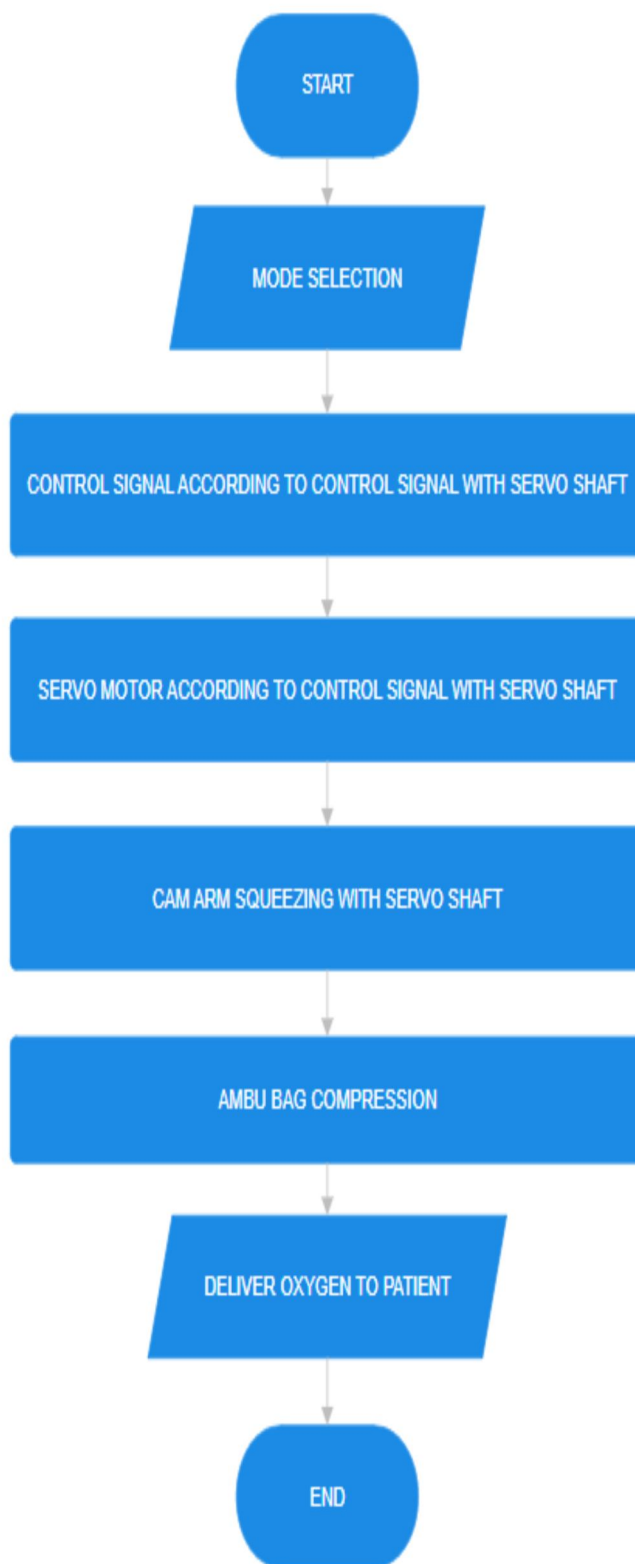 START
MODE SELECTION
CONTROL SIGNAL ACCORDING TO CONTROL SIGNAL WITH SERVO SHAFT
SERVO MOTOR ACCORDING TO CONTROL SIGNAL WITH SERVO SHAFT
CAM ARM SQUEEZING WITH SERVO SHAFT
AMBU BAG COMPRESSION
DELIVER OXYGEN TO PATIENT
END